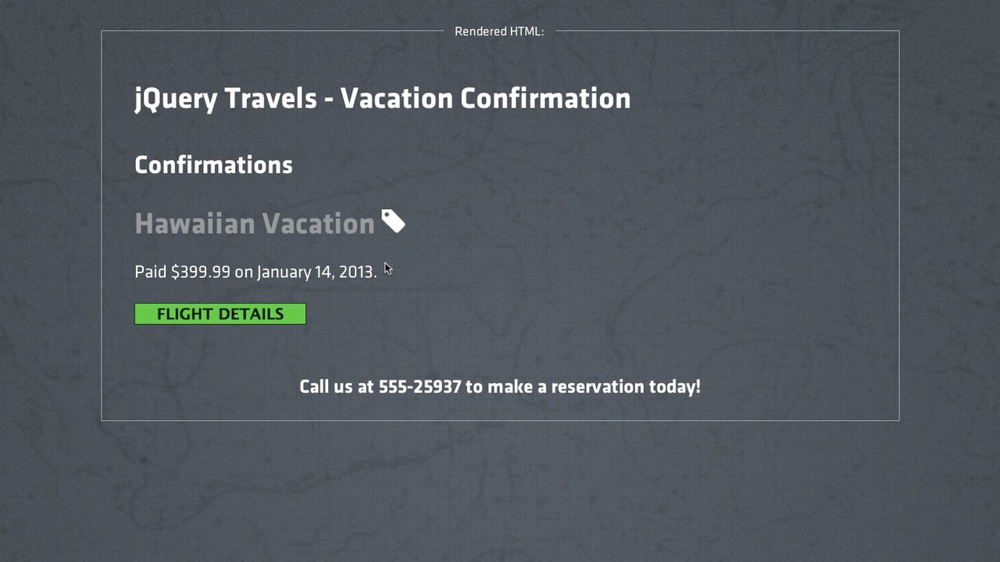 Rendered HTML:
jQuery Travels - Vacation Confirmation
Confirmations
Hawaiian Vacation
Paid $399.99 on January 14, 2013.
FLIGHT DETAILS
Call us at 555-25937 to make a reservation today!